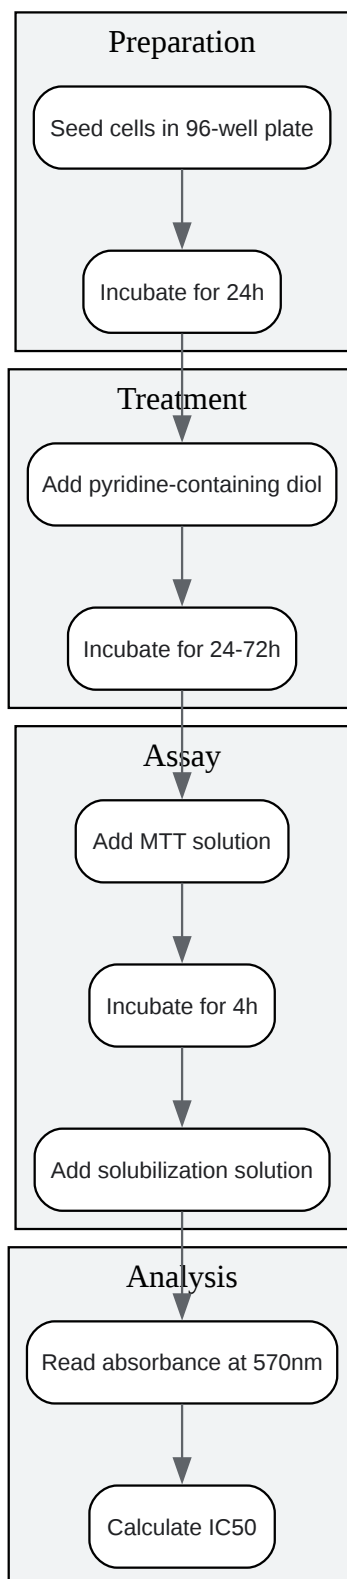 Preparation
Seed cells in 96-well plate
Incubate for 24h
Treatment
Add pyridine-containing diol
Incubate for 24-72h
Assay
Add MTT solution
Incubate for 4h
Add solubilization solution
Analysis
Read absorbance at 570nm
Calculate IC50